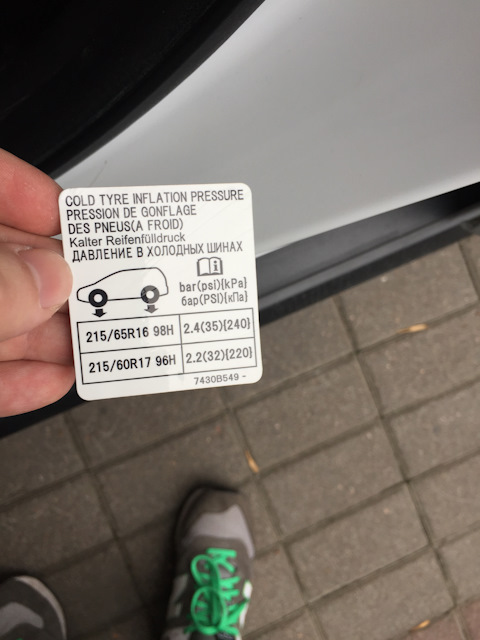 COLD TYRE INFLATION PRESSURE
PRESSION DE GONFLAGE
DES PNEUS(A FROID)
Kalter Reifenfülldruck
ДАВЛЕНИЕ В ХОЛОДНЫХ ШИНАХ
bar(psi){kPa}
бар(PSI){кПа}
215/65R16 98H 2.4(35){240}
215/60R17 96H 2.2(32){220}
7430B549 -